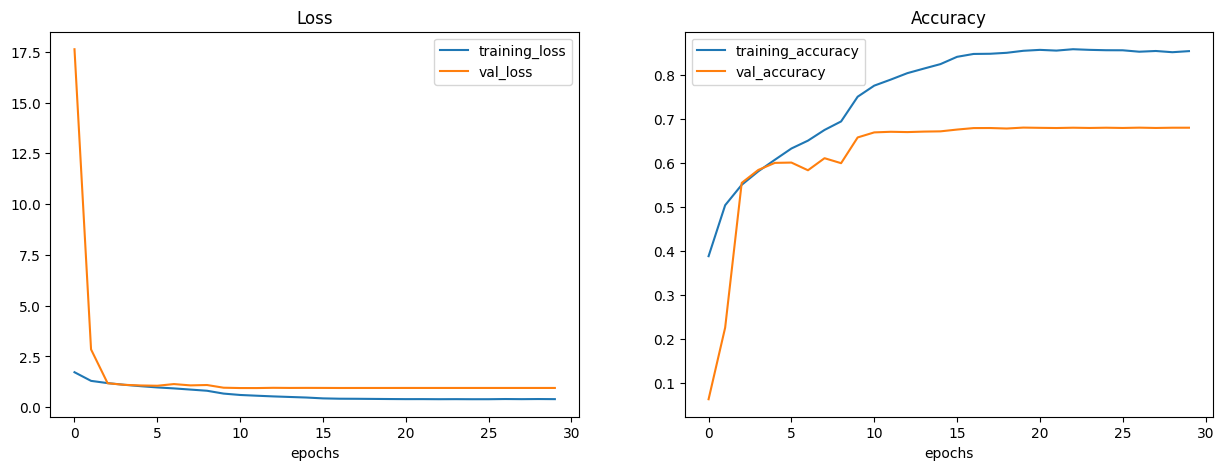 Loss
17.5
15.0
12.5
10.0
7.5
5.0
2.5
0.0
training_loss
val_loss
0 5 10 15 20 25 30
epochs
Accuracy
0.8
0.7
0.6
0.5
0.4
0.3
0.2
0.1
training_accuracy
val_accuracy
0 5 10 15 20 25 30
epochs